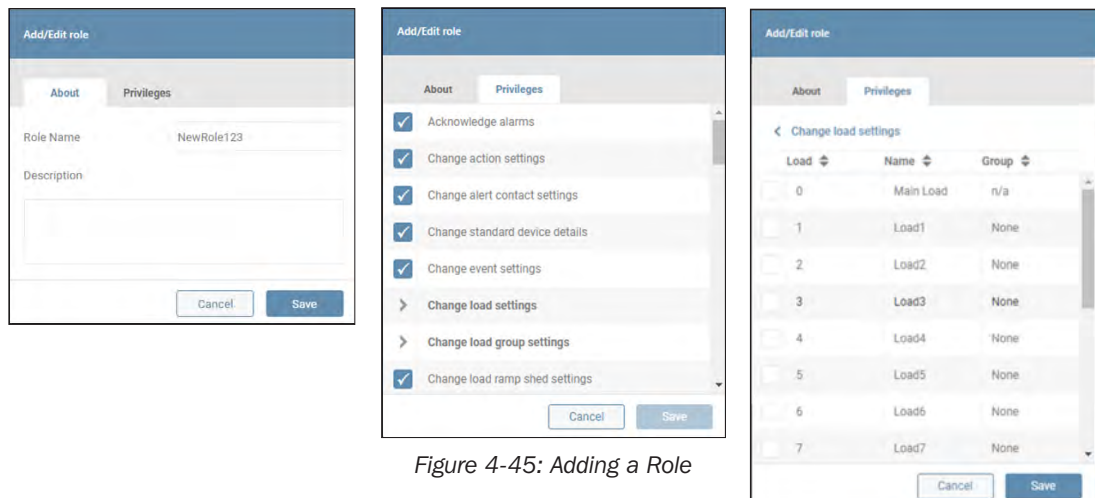 Add/Edit role
About Privileges
Role Name NewRole123
Description
Cancel Save
Add/Edit role
About Privileges
Acknowledge alarms
Change action settings
Change alert contact settings
Change standard device details
Change event settings
Change load settings
Change load group settings
Change load ramp shed settings
Cancel Save
Figure 4-45: Adding a Role
Add/Edit role
About Privileges
Change load settings
Load Name Group
0 Main Load n/a
1 Load1 None
2 Load2 None
3 Load3 None
4 Load4 None
5 Load5 None
6 Load6 None
7 Load7 None
Cancel Save